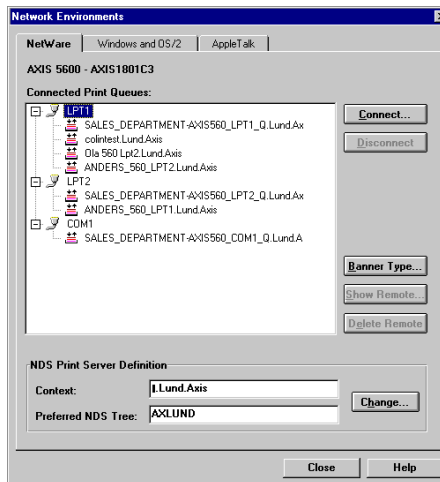 Network Environments
NetWare
Windows and OS/2
AppleTalk
AXIS 5600 - AXIS1801C3
Connected Print Queues:
LPT1
SALES_DEPARTMENT-AXIS560_LPT1_Q.Lund.Ax
colintest.Lund.Axis
Ola 560 Lpt2.Lund.Axis
ANDERS_560_LPT2.Lund.Axis
LPT2
SALES_DEPARTMENT-AXIS560_LPT2_Q.Lund.Ax
ANDERS_560_LPT1.Lund.Axis
COM1
SALES_DEPARTMENT-AXIS560_COM1_Q.Lund.A
Connect...
Disconnect
Banner Type...
Show Remote...
Delete Remote
NDS Print Server Definition
Context: .Lund.Axis
Preferred NDS Tree: AXLUND
Change...
Close Help